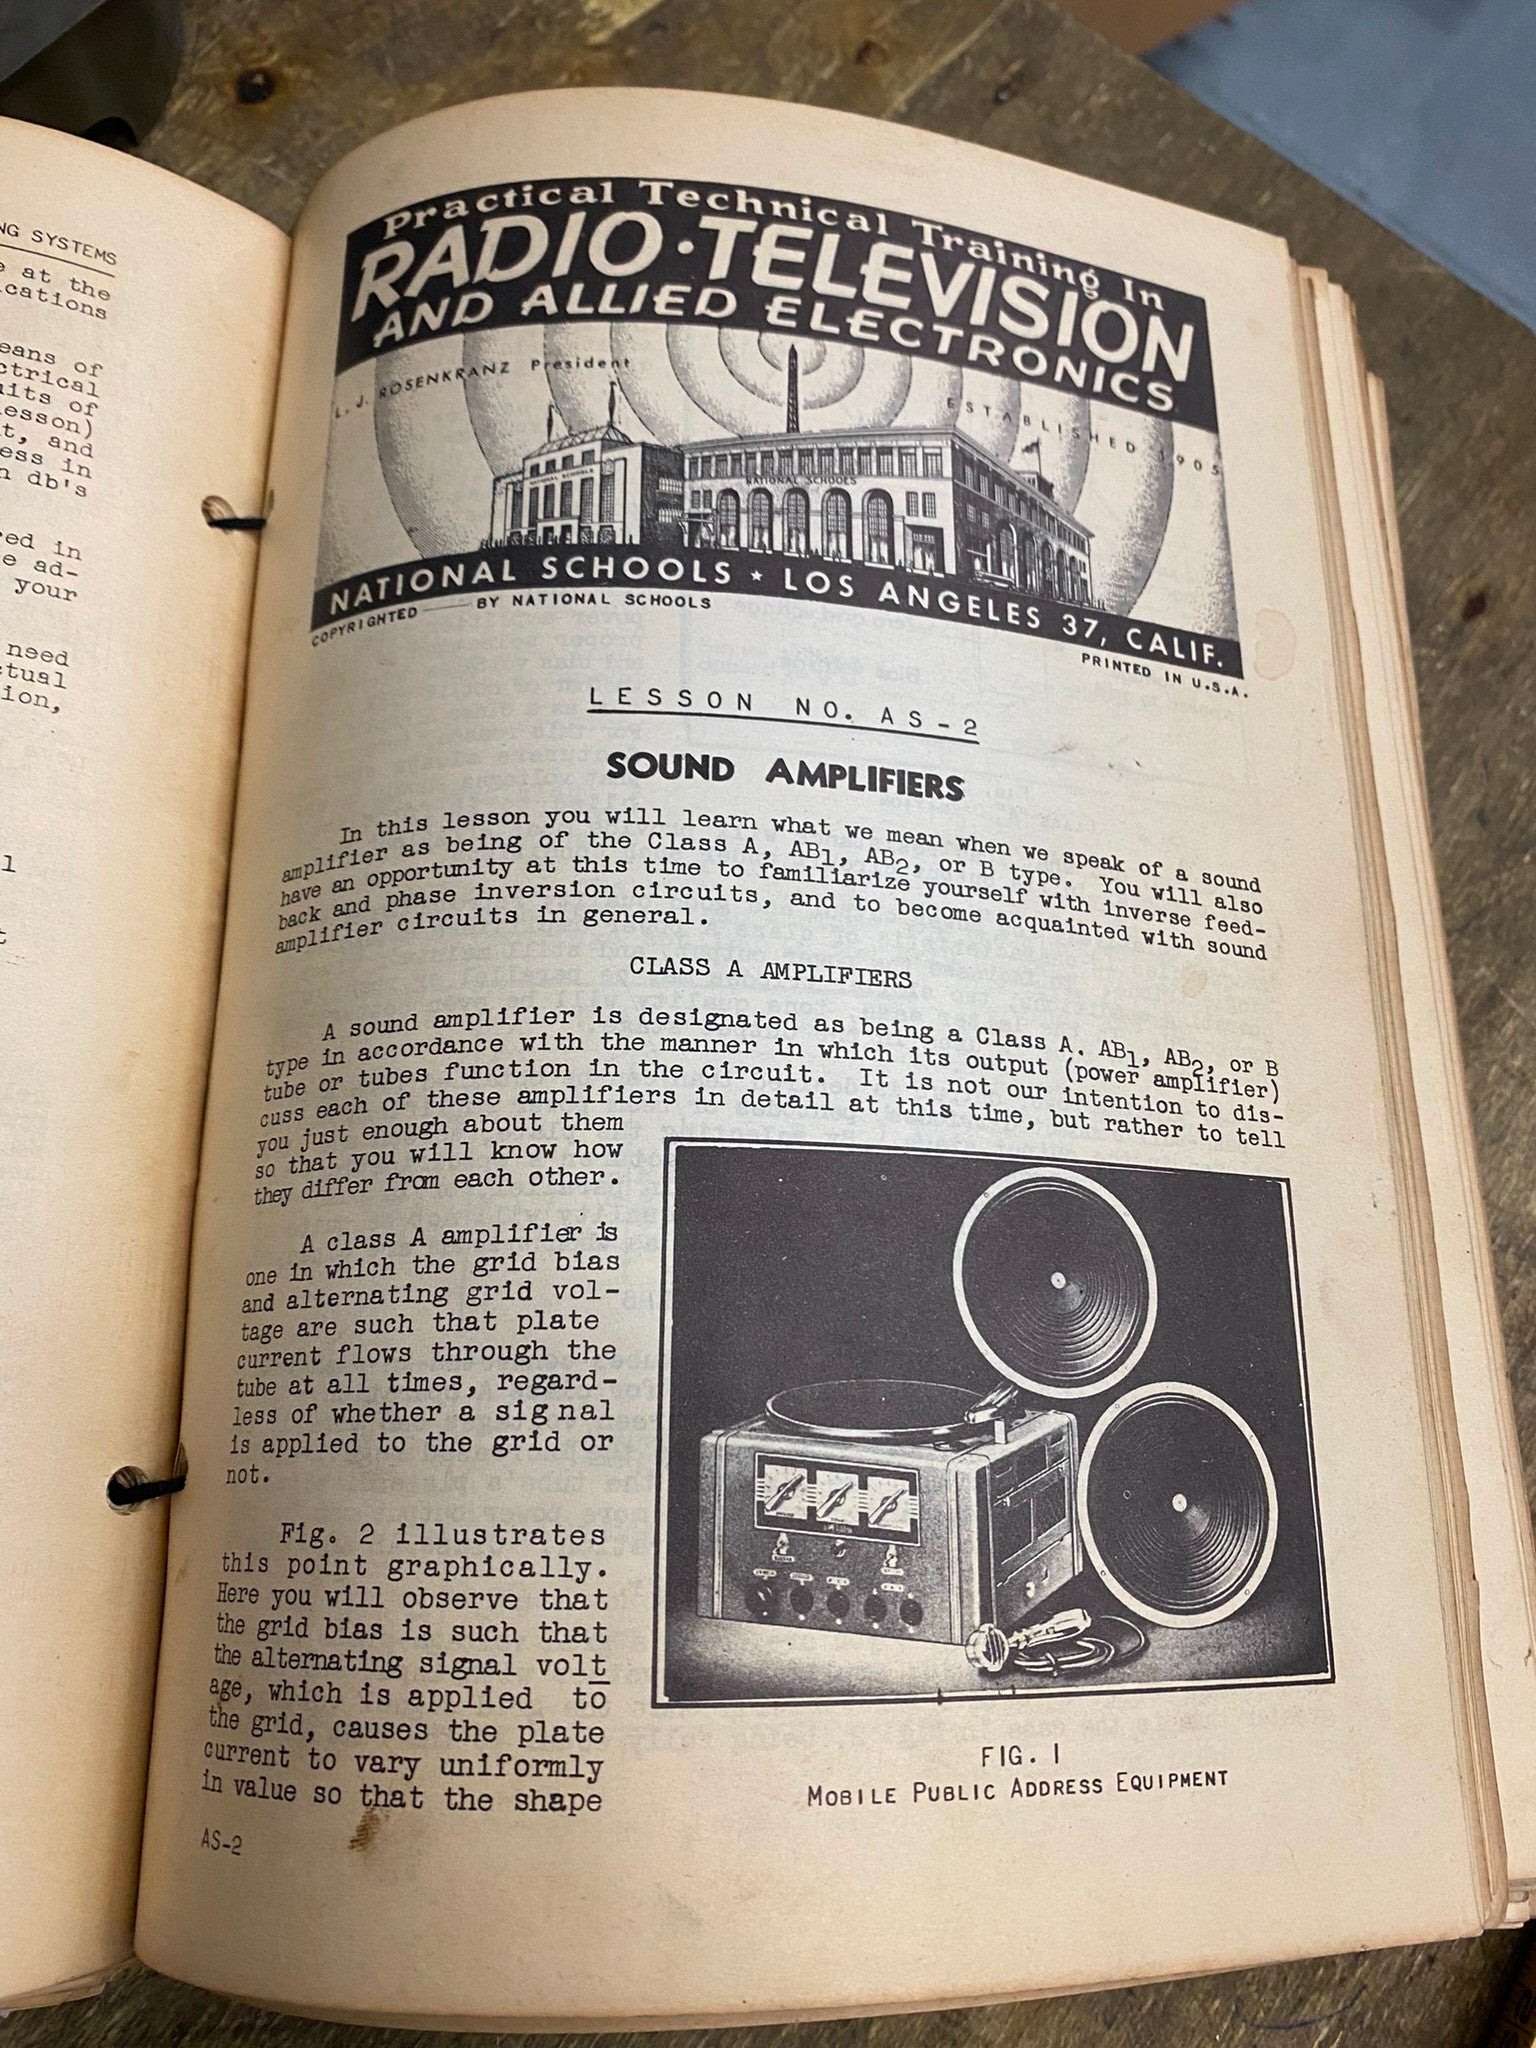 NG SYSTEMS
e at the
cations
eans of
ctrical
uits of
lesson)
t, and
ess in
n db's
red in
e ad-
your
need
ctual
ion,
l
t
Practical Technical Training In
RADIO·TELEVISION
AND ALLIED ELECTRONICS
L. J. ROSENKRANZ President
ESTABLISHED 1905
NATIONAL SCHOOLS
NATIONAL SCHOOLS
NATIONAL SCHOOLS ★ LOS ANGELES 37, CALIF.
COPYRIGHTED —— BY NATIONAL SCHOOLS
PRINTED IN U.S.A.
LESSON NO. AS-2
SOUND AMPLIFIERS
In this lesson you will learn what we mean when we speak of a sound
amplifier as being of the Class A, AB1, AB2, or B type. You will also
have an opportunity at this time to familiarize yourself with inverse feed-
back and phase inversion circuits, and to become acquainted with sound
amplifier circuits in general.
CLASS A AMPLIFIERS
A sound amplifier is designated as being a Class A. AB1, AB2, or B
type in accordance with the manner in which its output (power amplifier)
tube or tubes function in the circuit. It is not our intention to dis-
cuss each of these amplifiers in detail at this time, but rather to tell
you just enough about them
so that you will know how
they differ from each other.
A class A amplifier is
one in which the grid bias
and alternating grid vol-
tage are such that plate
current flows through the
tube at all times, regard-
less of whether a signal
is applied to the grid or
not.
Fig. 2 illustrates
this point graphically.
Here you will observe that
the grid bias is such that
the alternating signal volt
age, which is applied to
the grid, causes the plate
current to vary uniformly
in value so that the shape
AS-2
FIG. 1
MOBILE PUBLIC ADDRESS EQUIPMENT